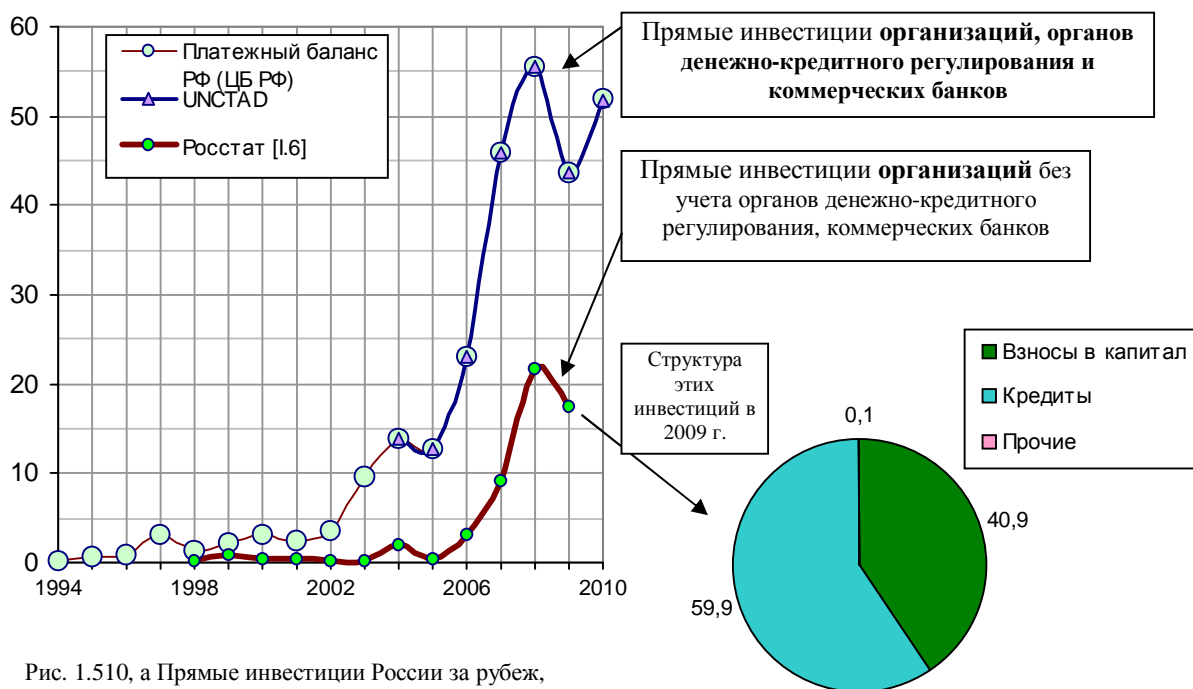 60
50
40
30
20
10
0
1994
1998
2002
2006
2010
Платежный баланс
РФ (ЦБ РФ)
UNCTAD
Росстат [I.6]
Прямые инвестиции организаций, органов
денежно-кредитного регулирования и
коммерческих банков
Прямые инвестиции организаций без
учета органов денежно-кредитного
регулирования, коммерческих банков
Структура
этих
инвестиций в
2009 г.
Взносы в капитал
Кредиты
Прочие
0,1
40,9
59,9
Рис. 1.510, а Прямые инвестиции России за рубеж,